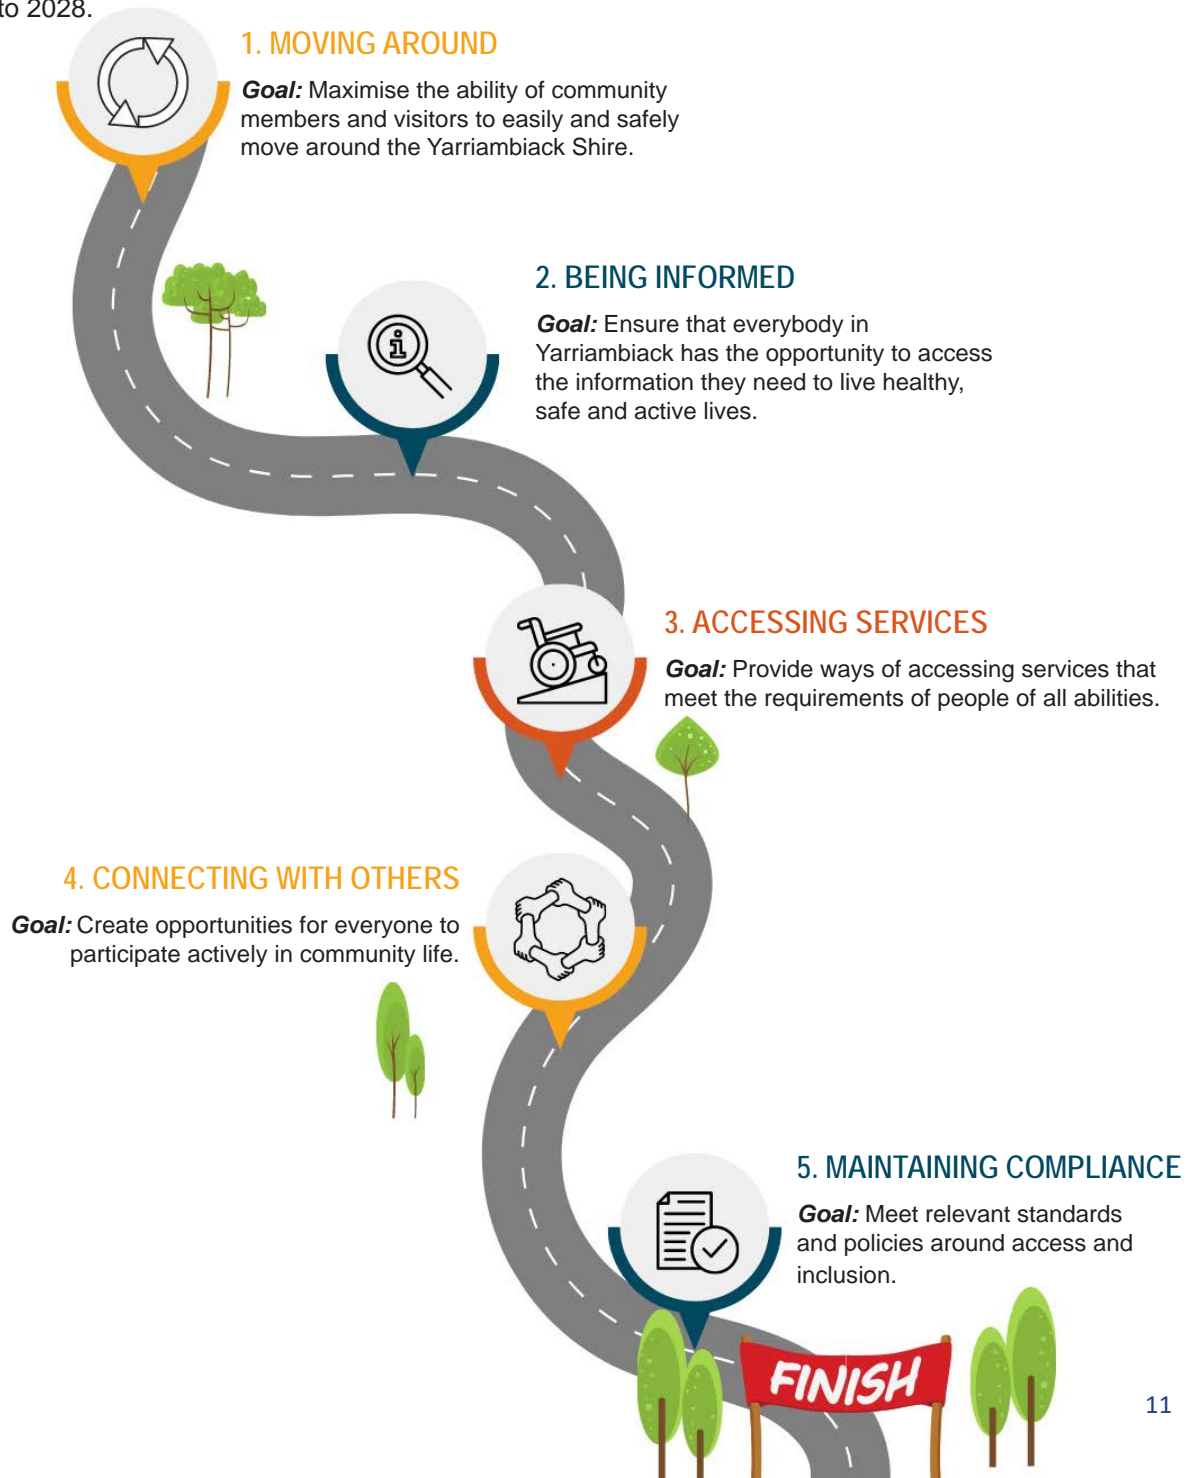 to 2028.
1. MOVING AROUND
Goal: Maximise the ability of community
members and visitors to easily and safely
move around the Yarriambiack Shire.
2. BEING INFORMED
Goal: Ensure that everybody in
Yarriambiack has the opportunity to access
the information they need to live healthy,
safe and active lives.
3. ACCESSING SERVICES
Goal: Provide ways of accessing services that
meet the requirements of people of all abilities.
4. CONNECTING WITH OTHERS
Goal: Create opportunities for everyone to
participate actively in community life.
5. MAINTAINING COMPLIANCE
Goal: Meet relevant standards
and policies around access and
inclusion.
FINISH
11